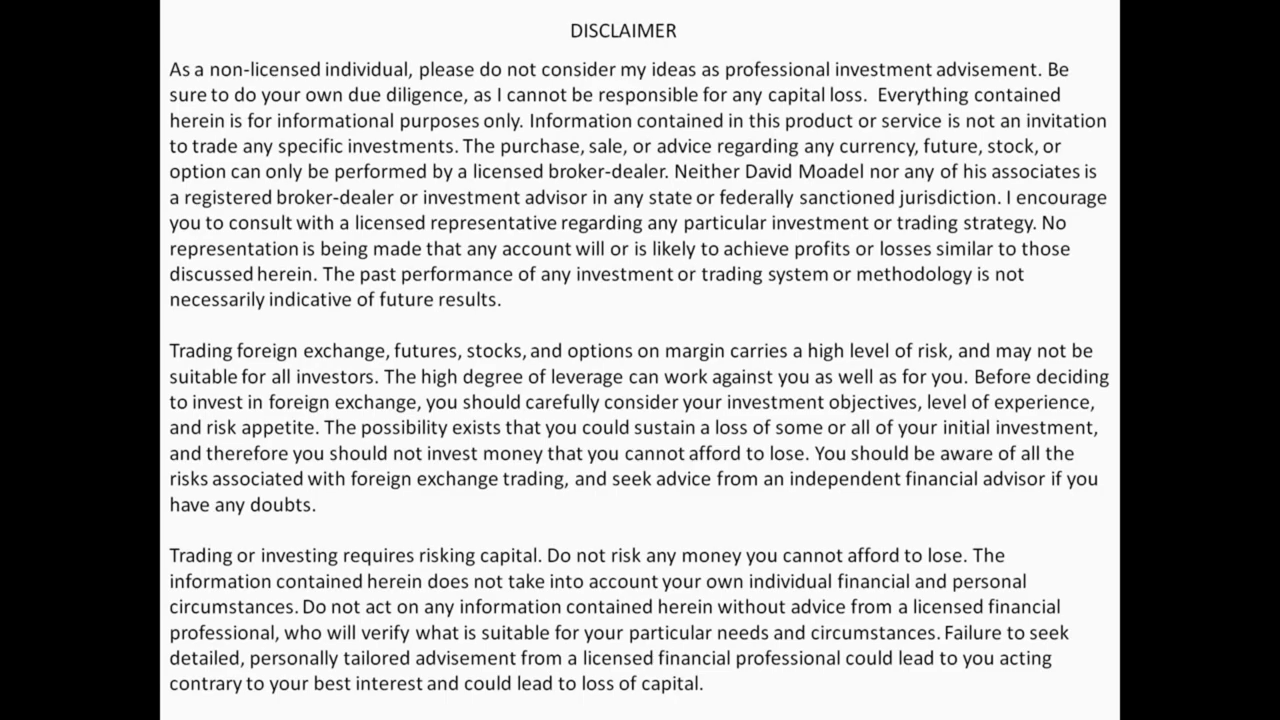 DISCLAIMER
As a non-licensed individual, please do not consider my ideas as professional investment advisement. Be
sure to do your own due diligence, as I cannot be responsible for any capital loss.  Everything contained
herein is for informational purposes only. Information contained in this product or service is not an invitation
to trade any specific investments. The purchase, sale, or advice regarding any currency, future, stock, or
option can only be performed by a licensed broker-dealer. Neither David Moadel nor any of his associates is
a registered broker-dealer or investment advisor in any state or federally sanctioned jurisdiction. I encourage
you to consult with a licensed representative regarding any particular investment or trading strategy. No
representation is being made that any account will or is likely to achieve profits or losses similar to those
discussed herein. The past performance of any investment or trading system or methodology is not
necessarily indicative of future results.
Trading foreign exchange, futures, stocks, and options on margin carries a high level of risk, and may not be
suitable for all investors. The high degree of leverage can work against you as well as for you. Before deciding
to invest in foreign exchange, you should carefully consider your investment objectives, level of experience,
and risk appetite. The possibility exists that you could sustain a loss of some or all of your initial investment,
and therefore you should not invest money that you cannot afford to lose. You should be aware of all the
risks associated with foreign exchange trading, and seek advice from an independent financial advisor if you
have any doubts.
Trading or investing requires risking capital. Do not risk any money you cannot afford to lose. The
information contained herein does not take into account your own individual financial and personal
circumstances. Do not act on any information contained herein without advice from a licensed financial
professional, who will verify what is suitable for your particular needs and circumstances. Failure to seek
detailed, personally tailored advisement from a licensed financial professional could lead to you acting
contrary to your best interest and could lead to loss of capital.